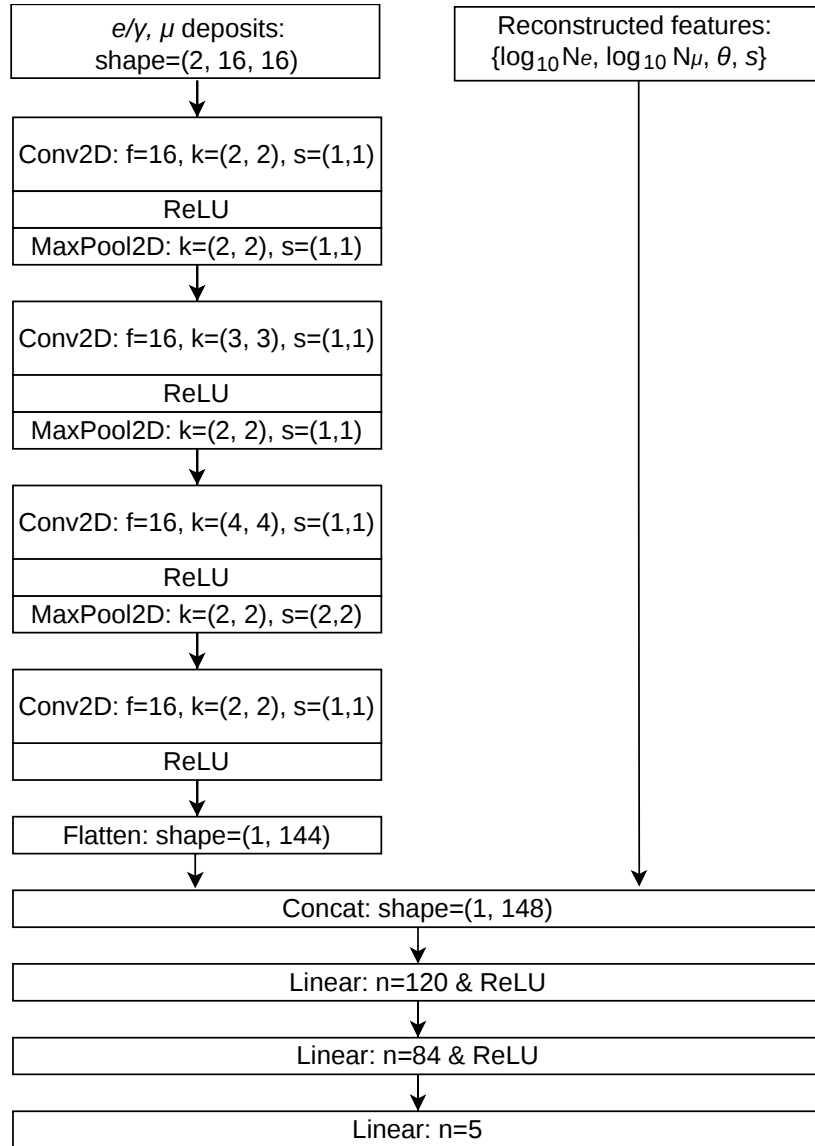 e/γ, μ deposits:
shape=(2, 16, 16)
Reconstructed features:
{log₁₀ Ne, log₁₀ Nμ, θ, s}
Conv2D: f=16, k=(2, 2), s=(1,1)
ReLU
MaxPool2D: k=(2, 2), s=(1,1)
Conv2D: f=16, k=(3, 3), s=(1,1)
ReLU
MaxPool2D: k=(2, 2), s=(1,1)
Conv2D: f=16, k=(4, 4), s=(1,1)
ReLU
MaxPool2D: k=(2, 2), s=(2,2)
Conv2D: f=16, k=(2, 2), s=(1,1)
ReLU
Flatten: shape=(1, 144)
Concat: shape=(1, 148)
Linear: n=120 & ReLU
Linear: n=84 & ReLU
Linear: n=5